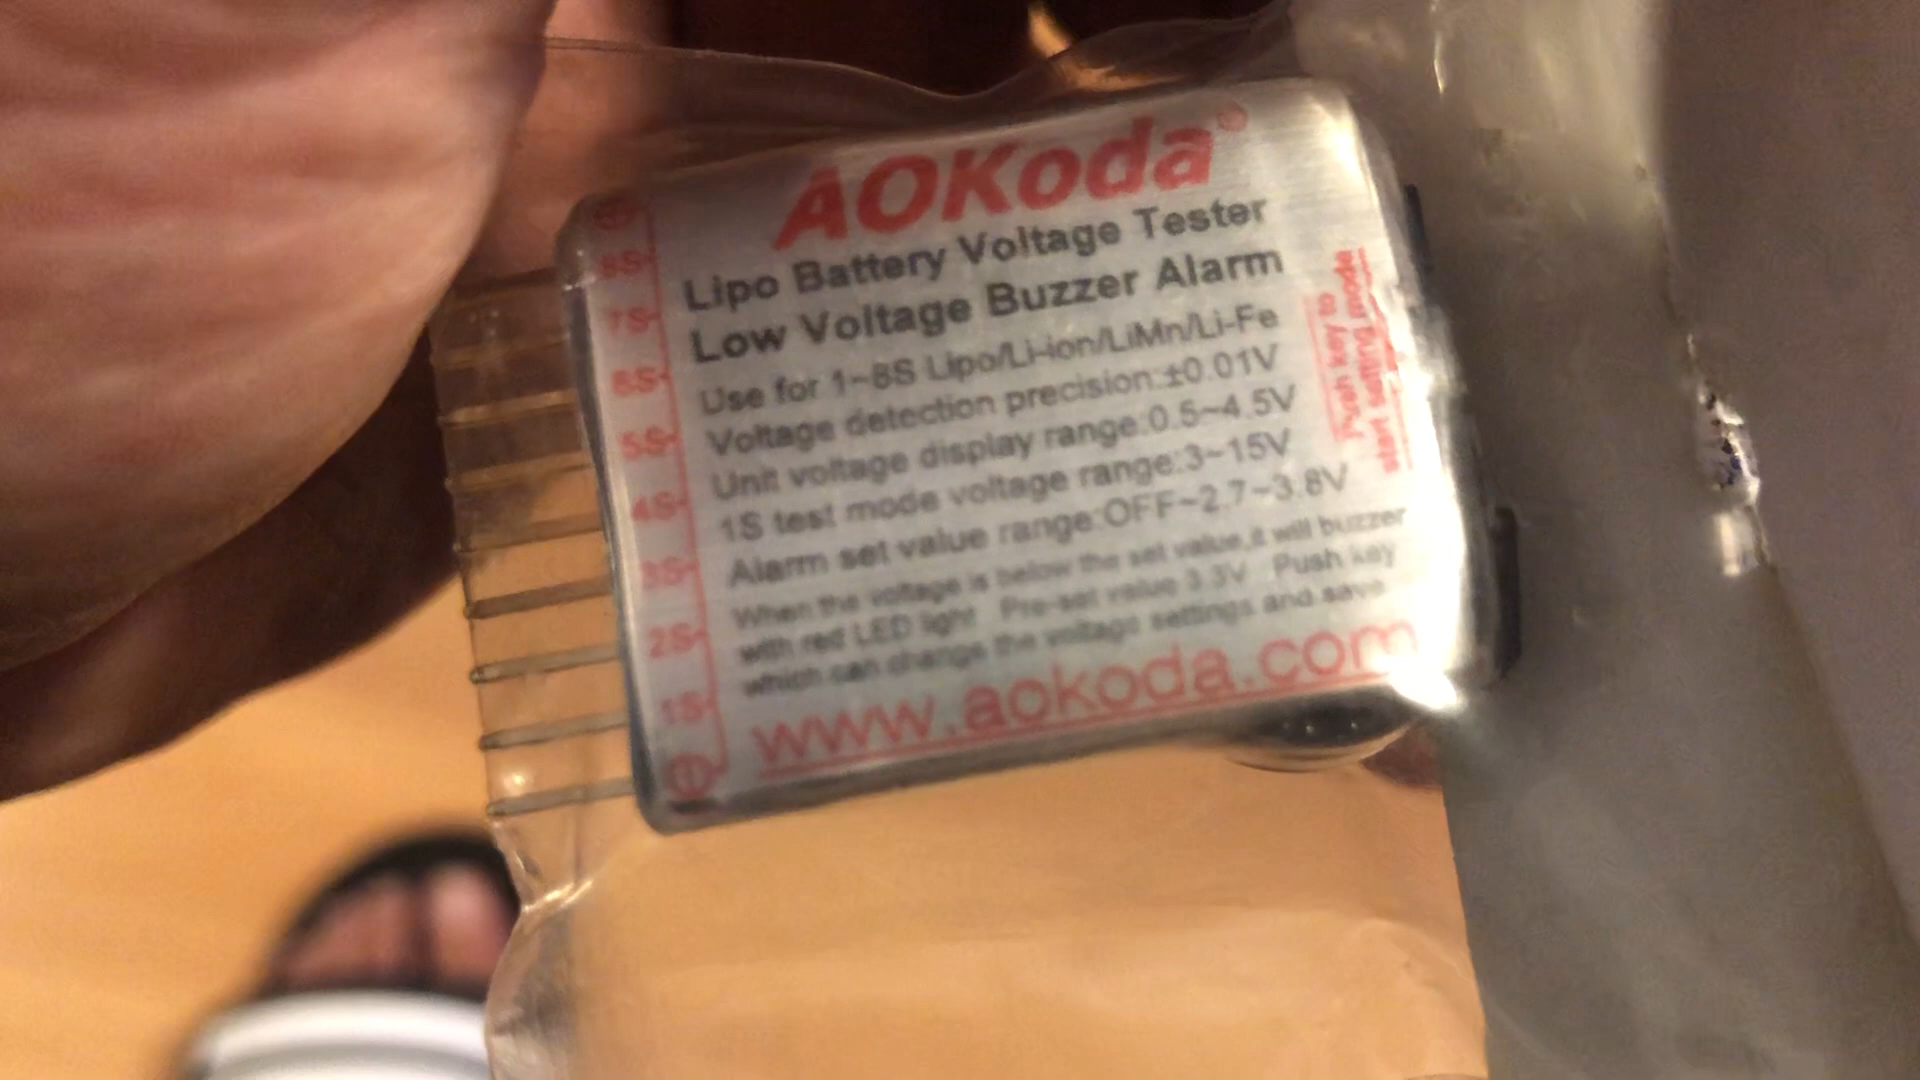 AOKoda®
Lipo Battery Voltage Tester
Low Voltage Buzzer Alarm
Use for 1~8S Lipo/Li-ion/LiMn/Li-Fe
Voltage detection precision:±0.01V
Unit voltage display range:0.5~4.5V
1S test mode voltage range:3~15V
Alarm set value range:OFF~2.7~3.8V
When the voltage is below the set value,it will buzzer
with red LED light Pre-set value 3.3V Push key
which can change the voltage settings and save
www.aokoda.com
8S
7S
6S
5S
4S
3S
2S
1S
Push key to
start setting mode